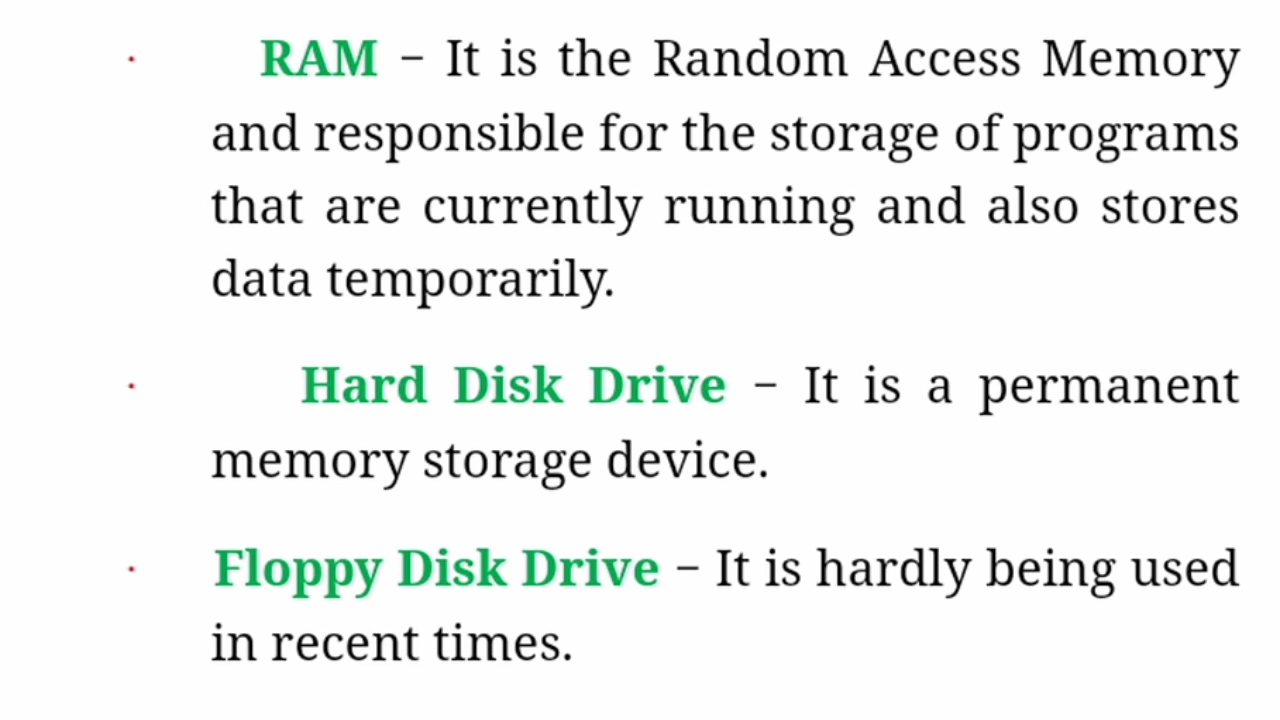 · RAM – It is the Random Access Memory
and responsible for the storage of programs
that are currently running and also stores
data temporarily.
· Hard Disk Drive – It is a permanent
memory storage device.
· Floppy Disk Drive – It is hardly being used
in recent times.